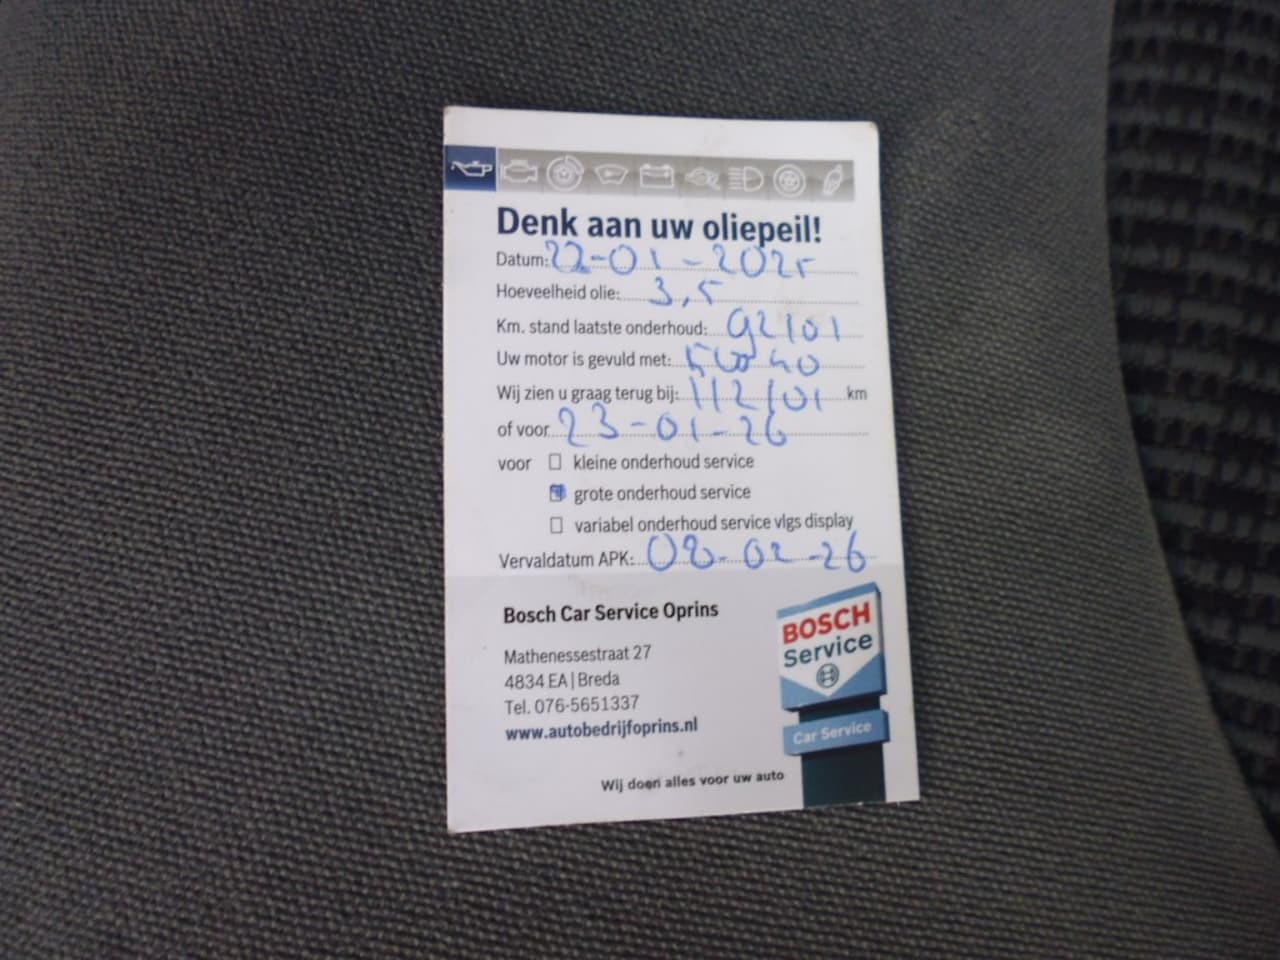 Denk aan uw oliepeil!
Datum: 22-01-2025
Hoeveelheid olie: 3,5
Km. stand laatste onderhoud: 92101
Uw motor is gevuld met: 5W40
Wij zien u graag terug bij: 112101 km
of voor 23-01-26
voor kleine onderhoud service
grote onderhoud service
variabel onderhoud service vlgs display
Vervaldatum APK: 08-02-26
Bosch Car Service Oprins
Mathenessestraat 27
4834 EA | Breda
Tel. 076-5651337
www.autobedrijfoprins.nl
Wij doen alles voor uw auto
BOSCH
Service
Car Service